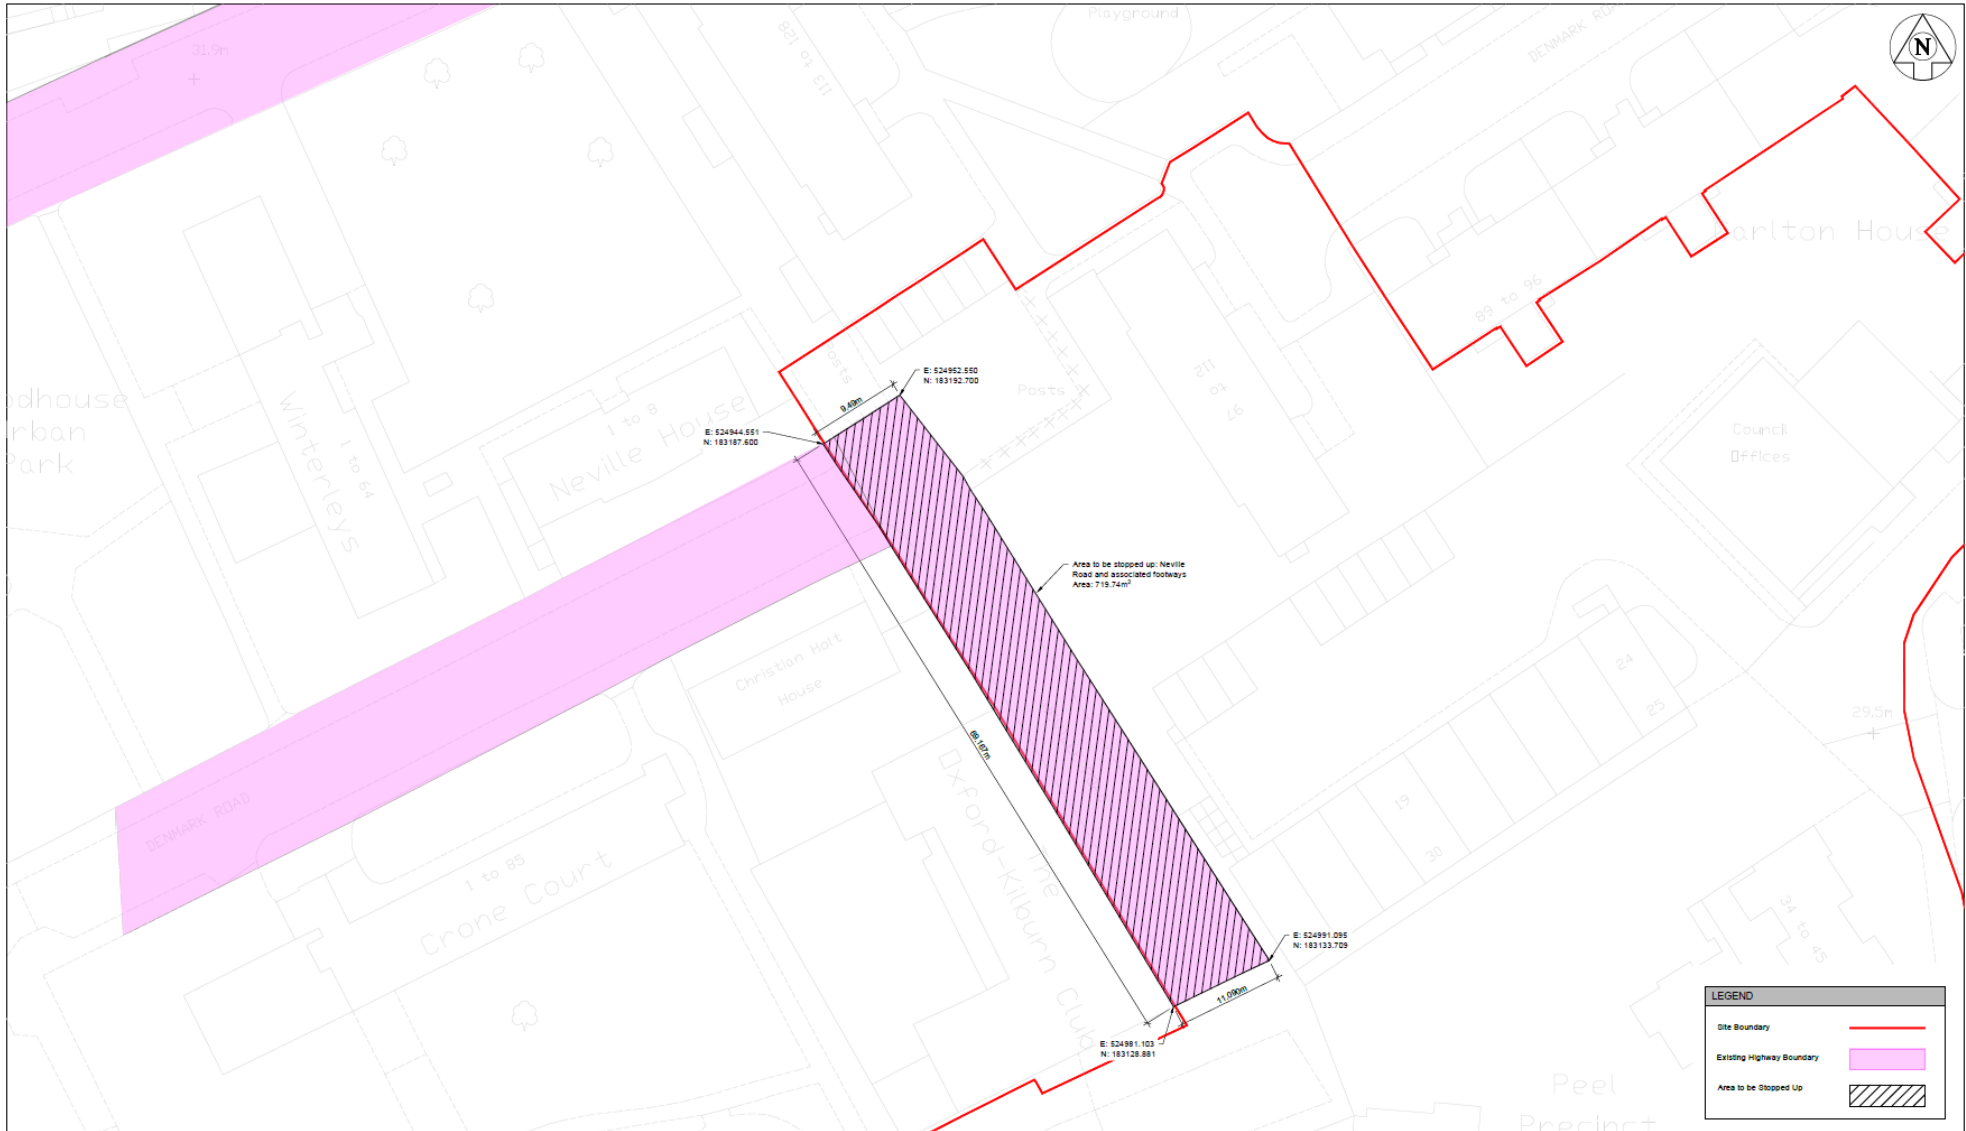 Playground
DENMARK ROAD
N
31.9m
113 to 128
Carlton House
89 to 96
Posts
E: 524952.550
N: 183192.700
9.49m
Posts
97 to 112
1 to 8
Neville House
E: 524944.551
N: 183187.600
Winterleys
1 to 64
Park
Council
Offices
Area to be stopped up: Neville
Road and associated footways
Area: 719.74m²
Christian Holt
House
24
25
29.5m
69.167m
The
Oxford-Kilburn Club
DENMARK ROAD
19
30
1 to 85
Crone Court
34 to 45
E: 524991.095
N: 183133.709
11.090m
E: 524981.103
N: 183128.881
Peel
Precinct
LEGEND
Site Boundary
Existing Highway Boundary
Area to be Stopped Up